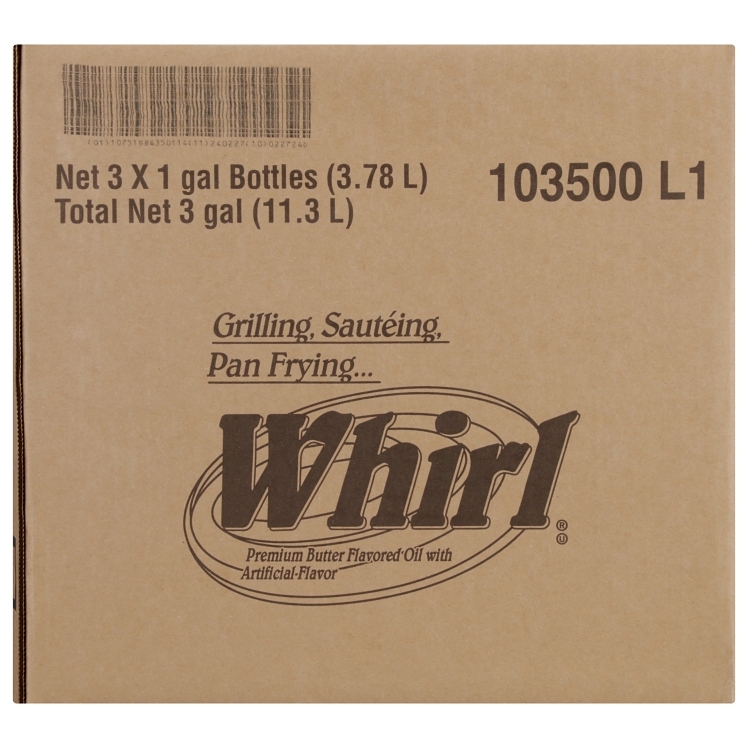 Net 3 X 1 gal Bottles (3.78 L)
Total Net 3 gal (11.3 L)
103500 L1
Grilling, Sautéing,
Pan Frying...
Whirl®
Ⓤ
Premium Butter Flavored Oil with
Artificial Flavor